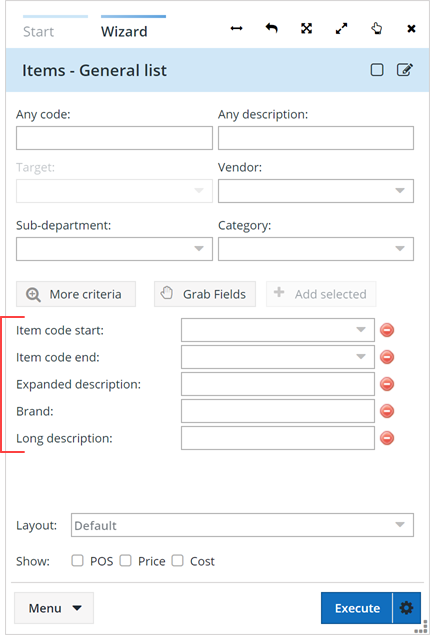 Start Wizard
Items - General list
Any code: Any description:
Target: Vendor:
Sub-department: Category:
More criteria Grab Fields Add selected
Item code start:
Item code end:
Expanded description:
Brand:
Long description:
Layout: Default
Show: POS Price Cost
Menu Execute